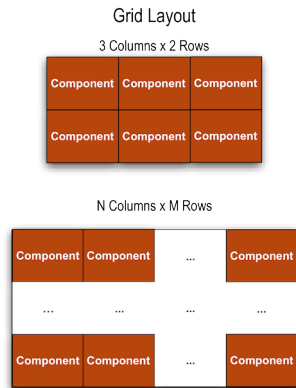 Grid Layout
3 Columns x 2 Rows
Component Component Component
Component Component Component
N Columns x M Rows
Component Component ... Component
... ... ... ...
Component Component ... Component